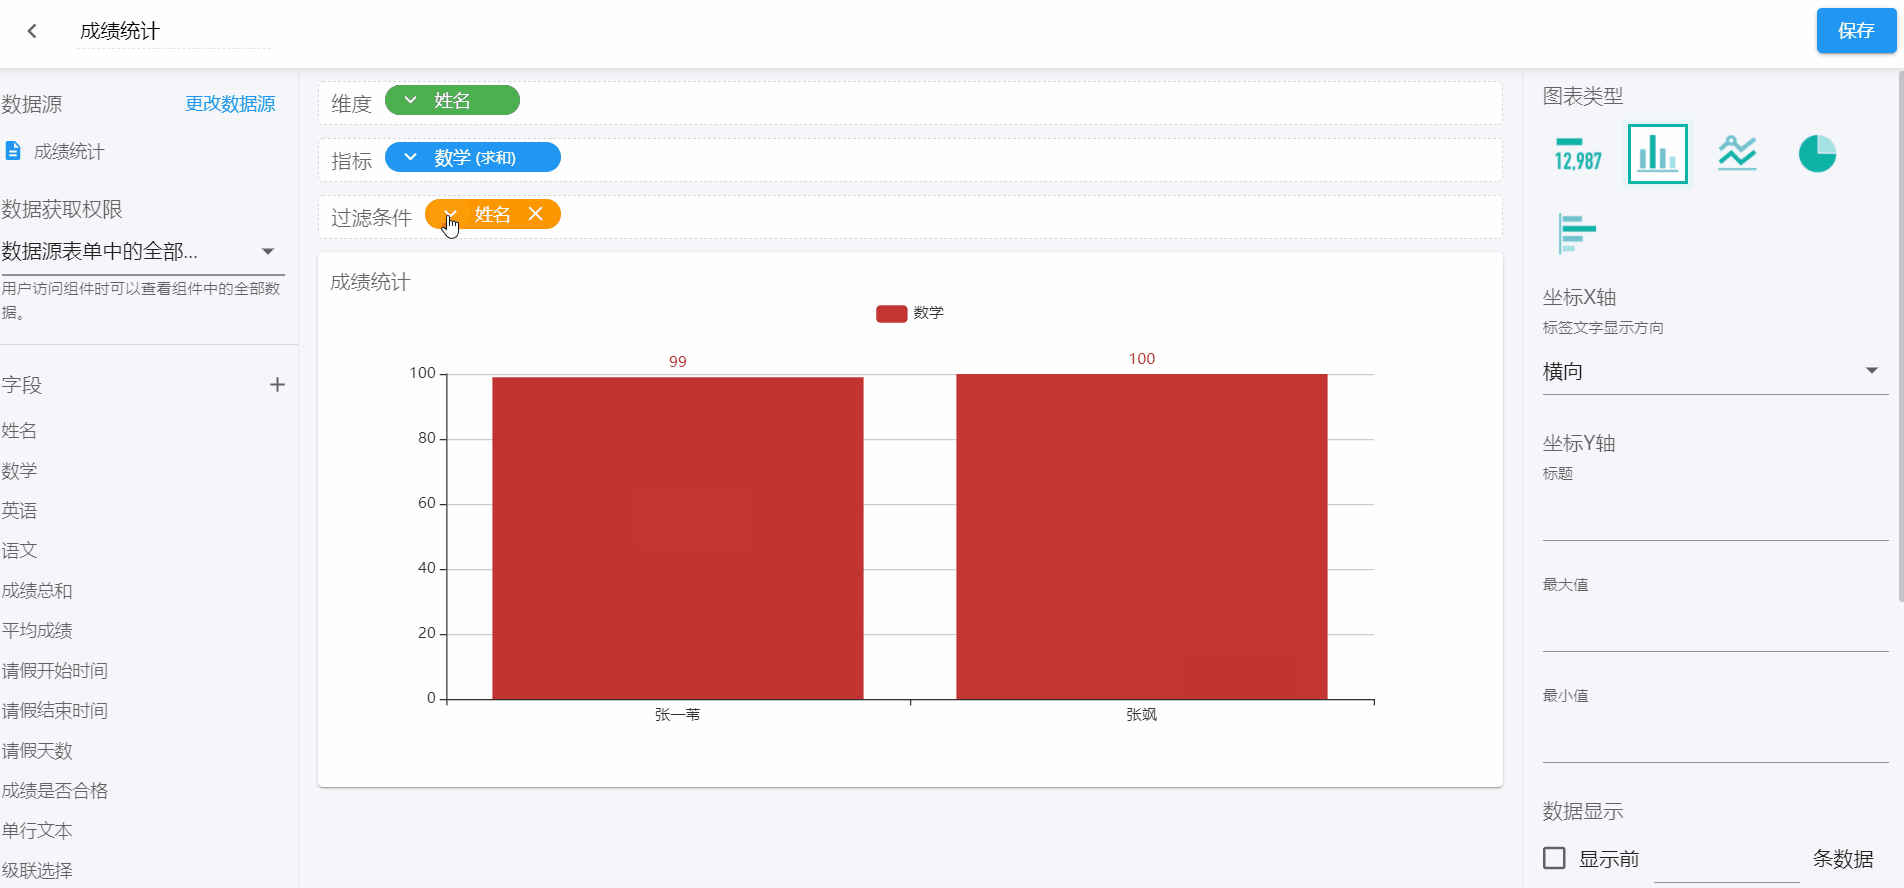 成绩统计
保存
数据源
更改数据源
成绩统计
数据获取权限
数据源表单中的全部...
用户访问组件时可以查看组件中的全部数
据。
字段
姓名
数学
英语
语文
成绩总和
平均成绩
请假开始时间
请假结束时间
请假天数
成绩是否合格
单行文本
级联选择
维度
姓名
指标
数学 (求和)
过滤条件
姓名
成绩统计
数学
99
100
100
80
60
40
20
0
张一苇
张飒
图表类型
12,987
坐标X轴
标签文字显示方向
横向
坐标Y轴
标题
最大值
最小值
数据显示
显示前
条数据